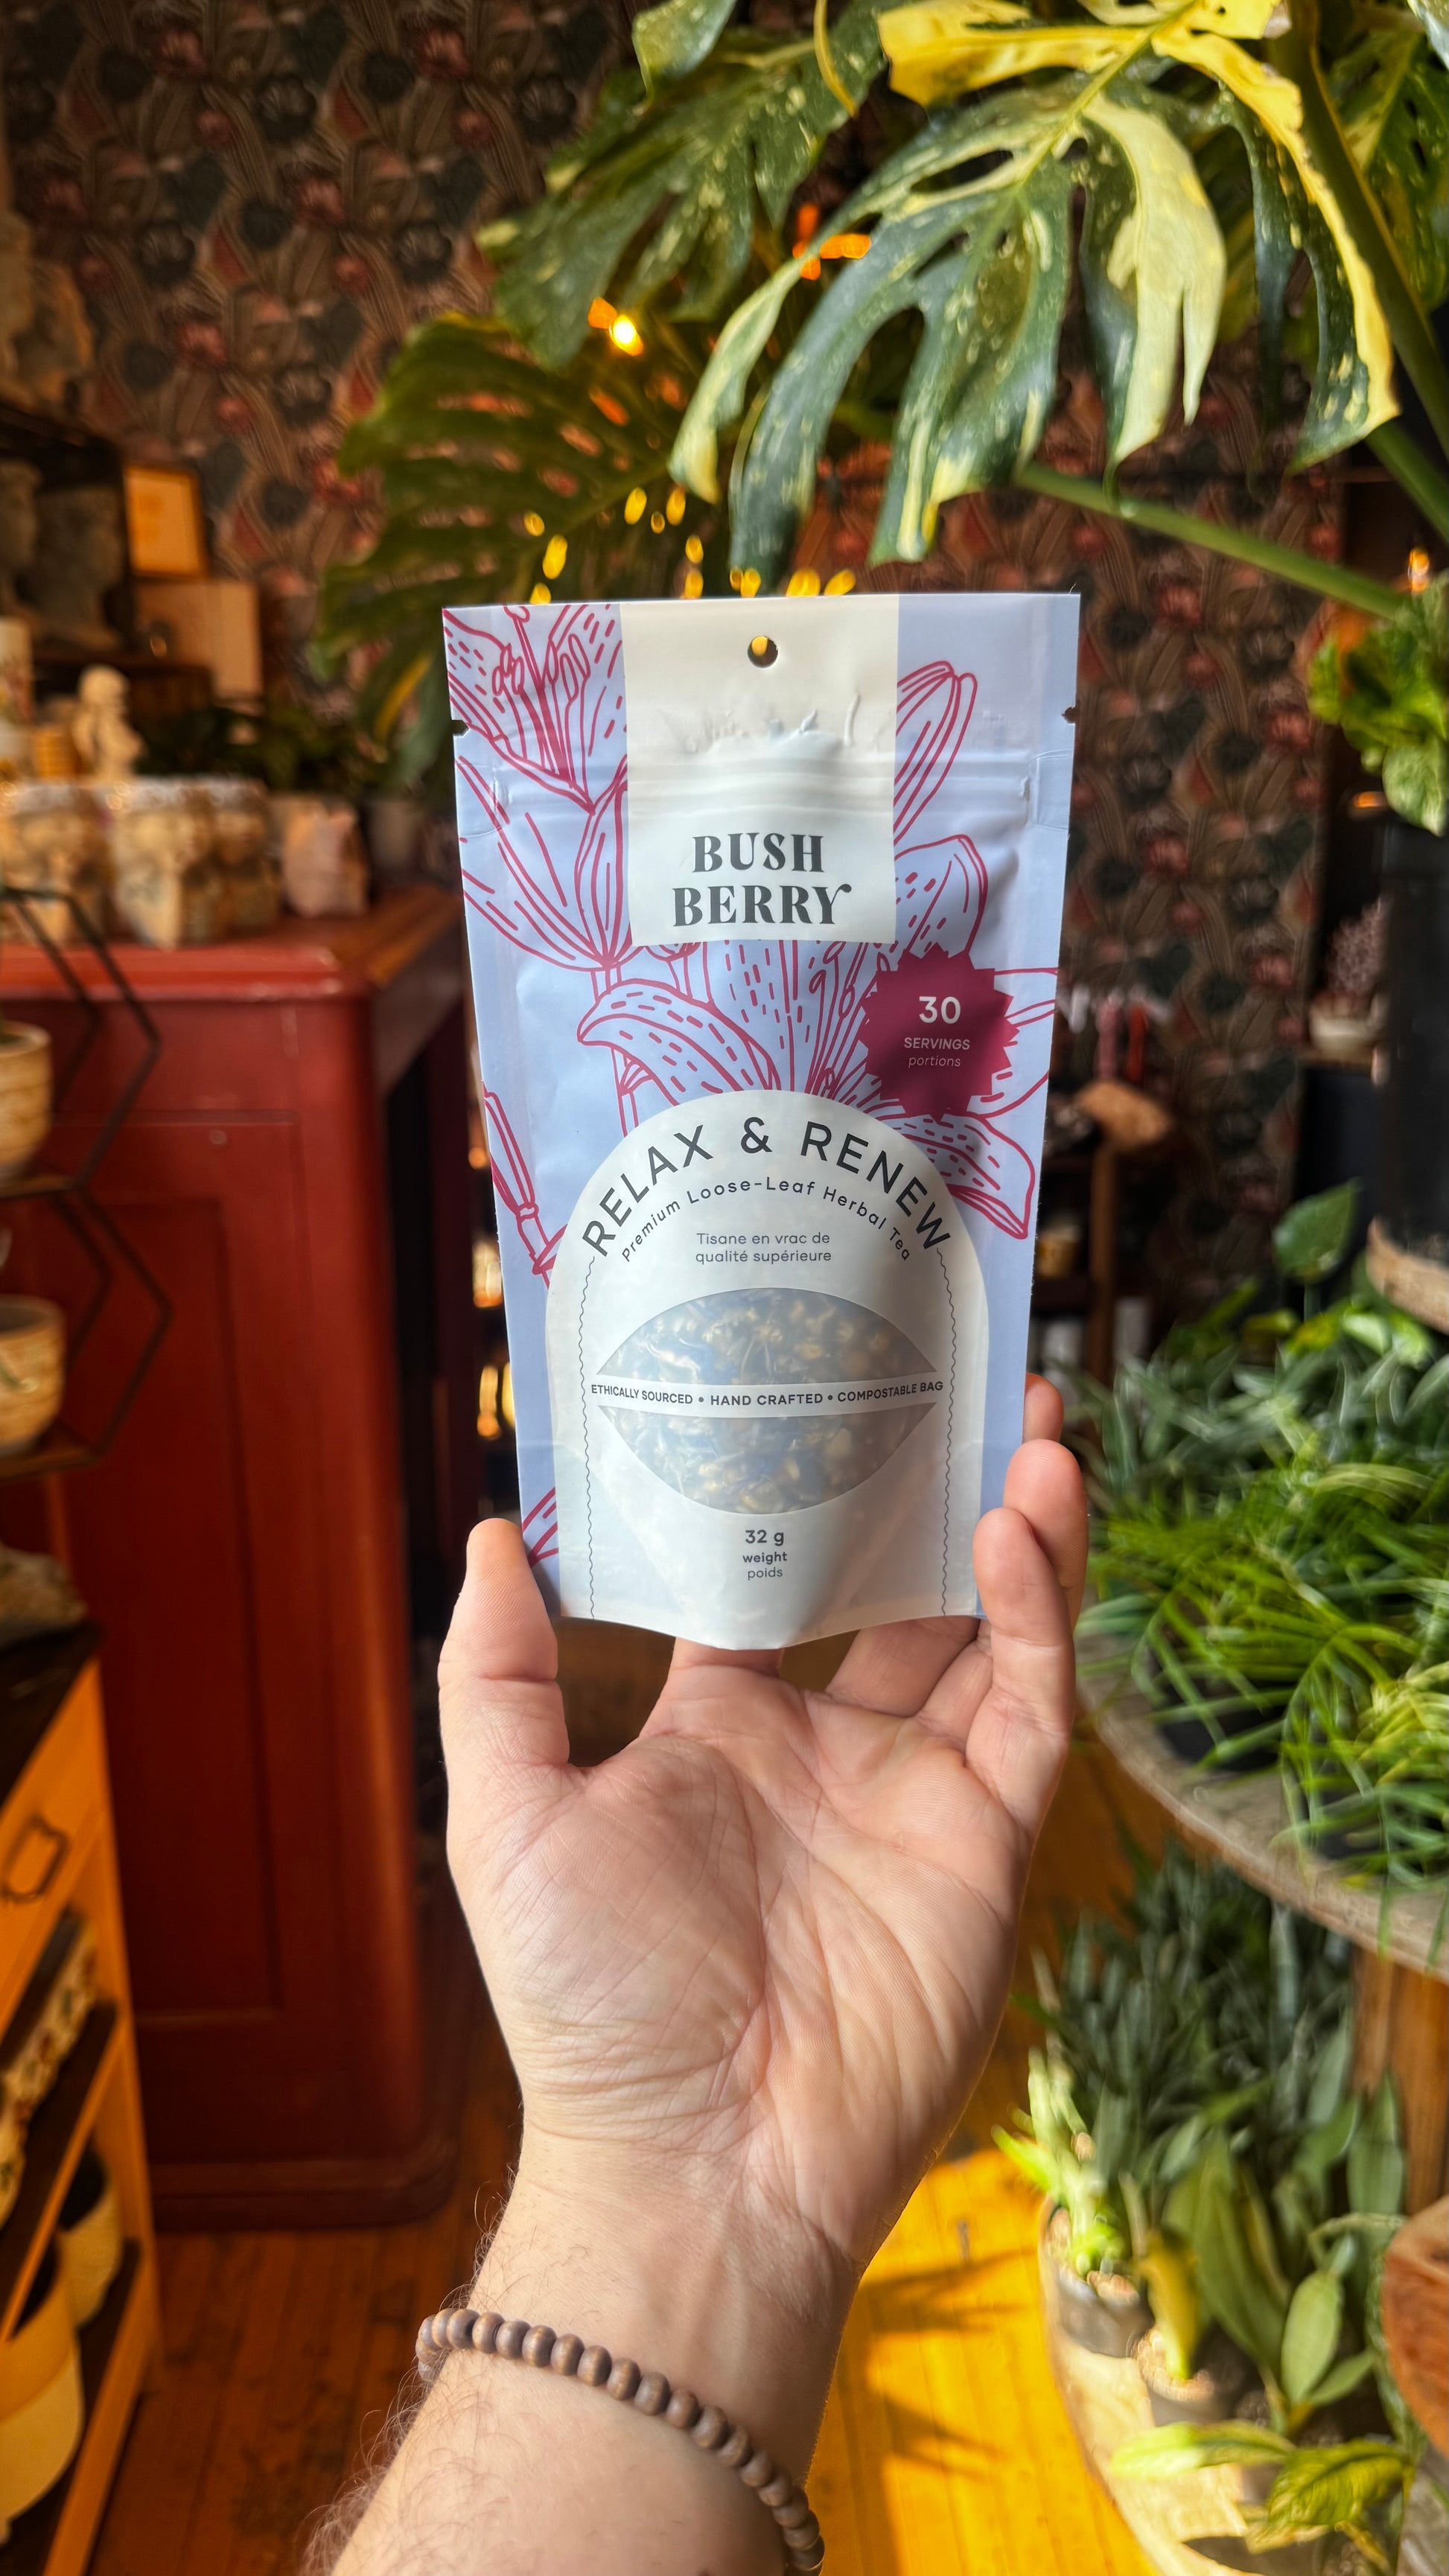 BUSH
BERRY
30
SERVINGS
portions
RELAX & RENEW
Premium Loose-Leaf Herbal Tea
Tisane en vrac de
qualité supérieure
ETHICALLY SOURCED • HAND CRAFTED • COMPOSTABLE BAG
32 g
weight
poids